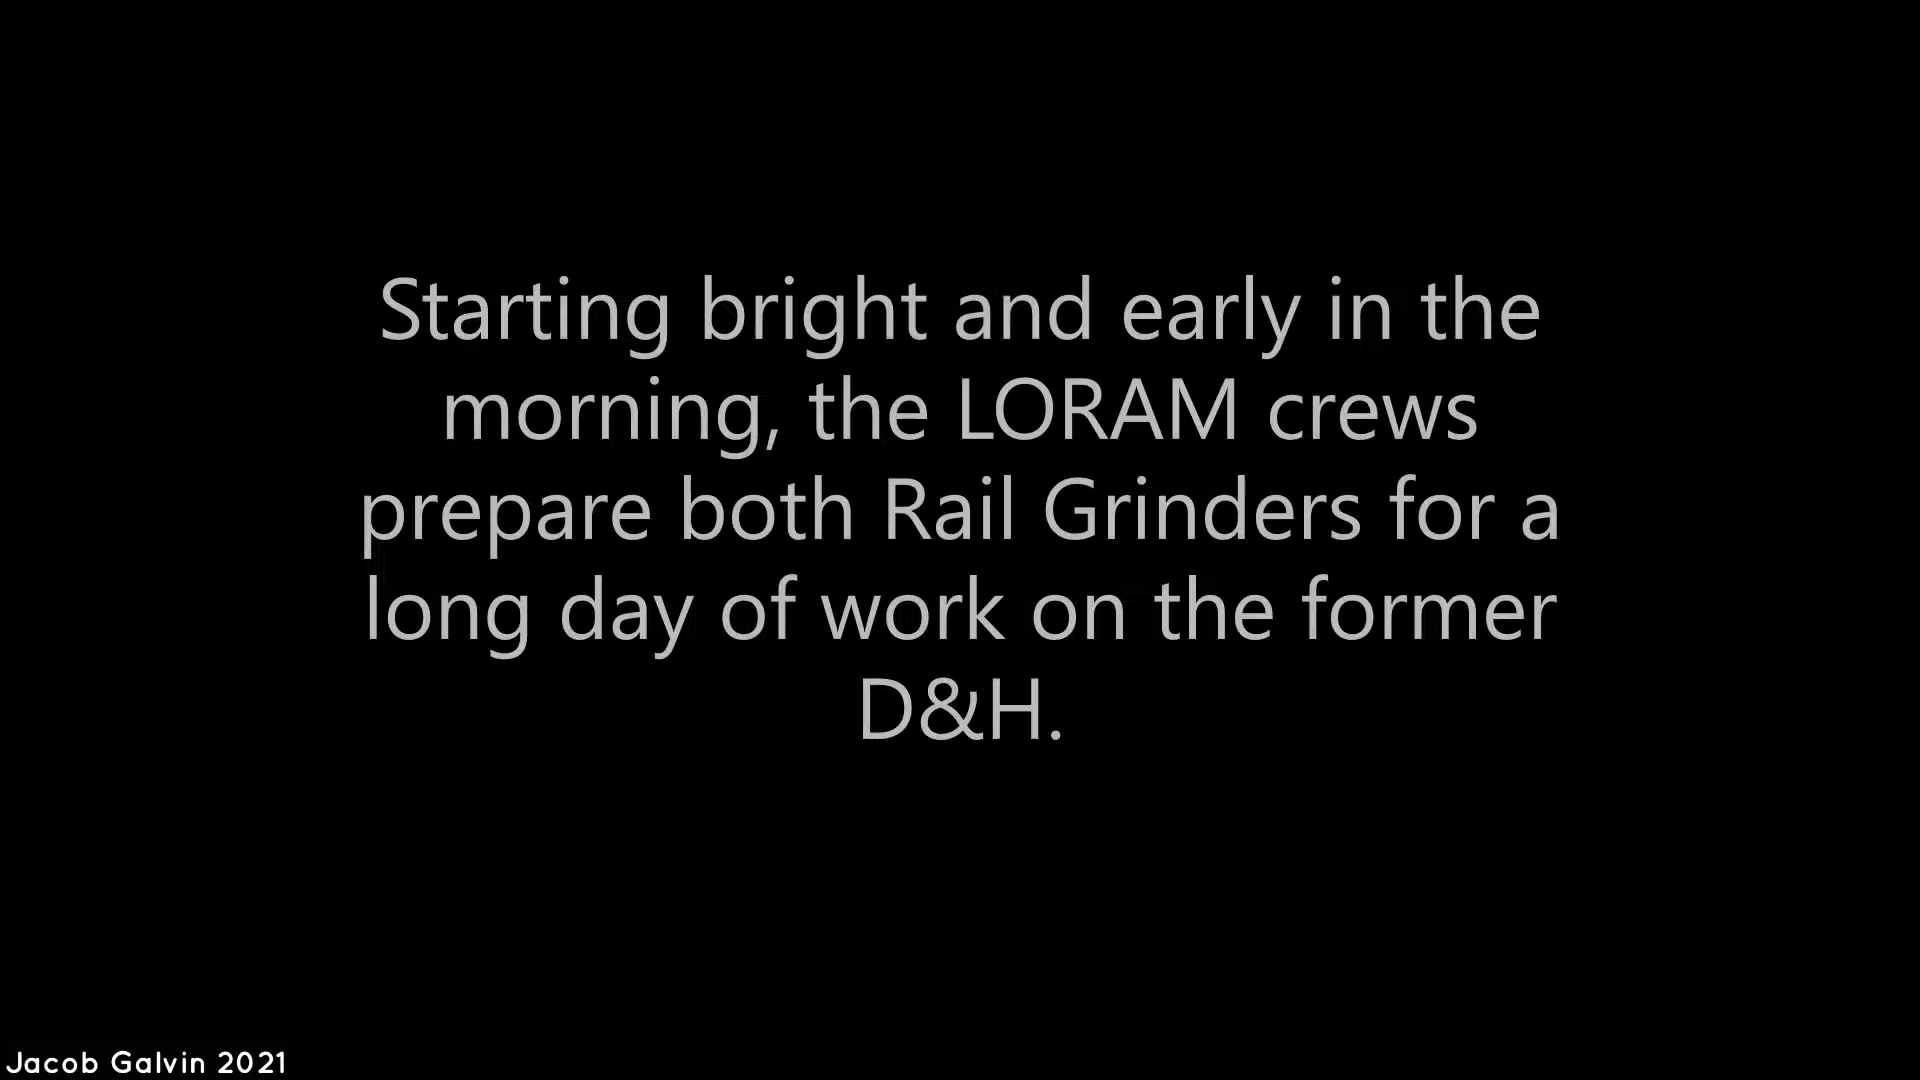 Starting bright and early in the
morning, the LORAM crews
prepare both Rail Grinders for a
long day of work on the former
D&H.
Jacob Galvin 2021